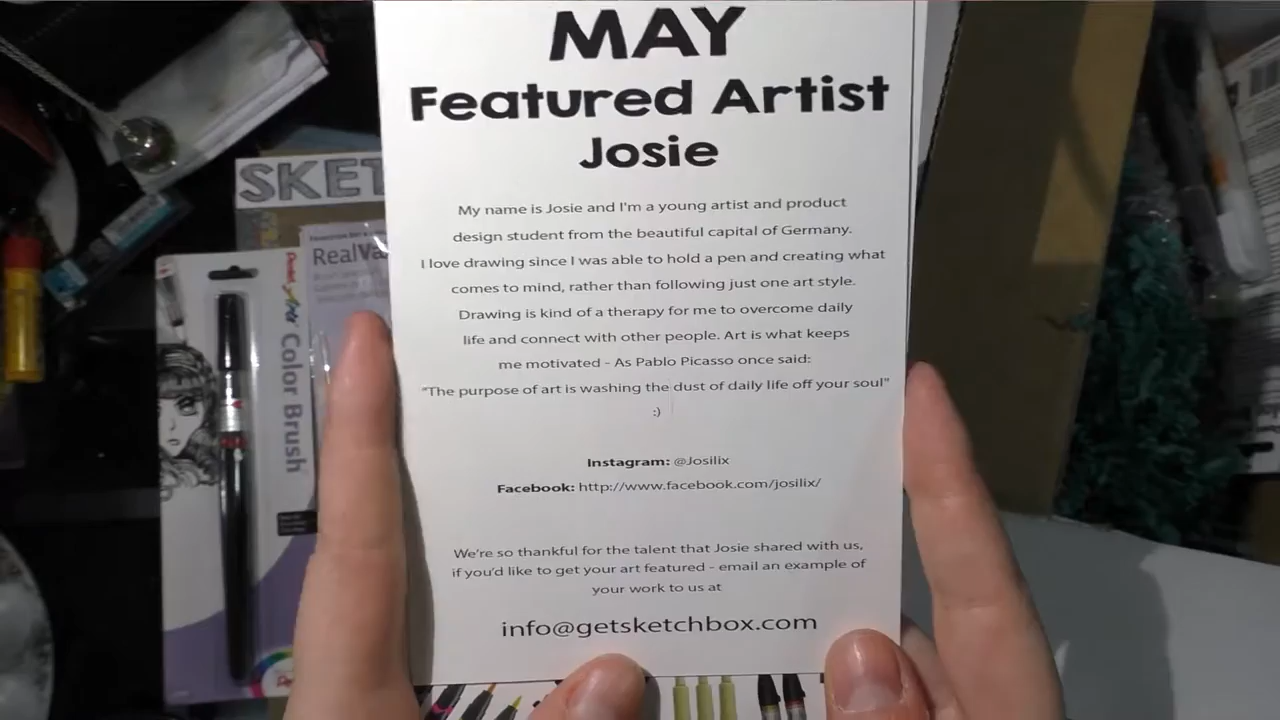 MAY
Featured Artist
Josie
My name is Josie and I'm a young artist and product
design student from the beautiful capital of Germany.
I love drawing since I was able to hold a pen and creating what
comes to mind, rather than following just one art style.
Drawing is kind of a therapy for me to overcome daily
life and connect with other people. Art is what keeps
me motivated - As Pablo Picasso once said:
"The purpose of art is washing the dust of daily life off your soul"
:)
Instagram: @Josilix
Facebook: http://www.facebook.com/josilix/
We're so thankful for the talent that Josie shared with us,
if you'd like to get your art featured - email an example of
your work to us at
info@getsketchbox.com
SKET
RealVa
Pentel Arts
Color Brush